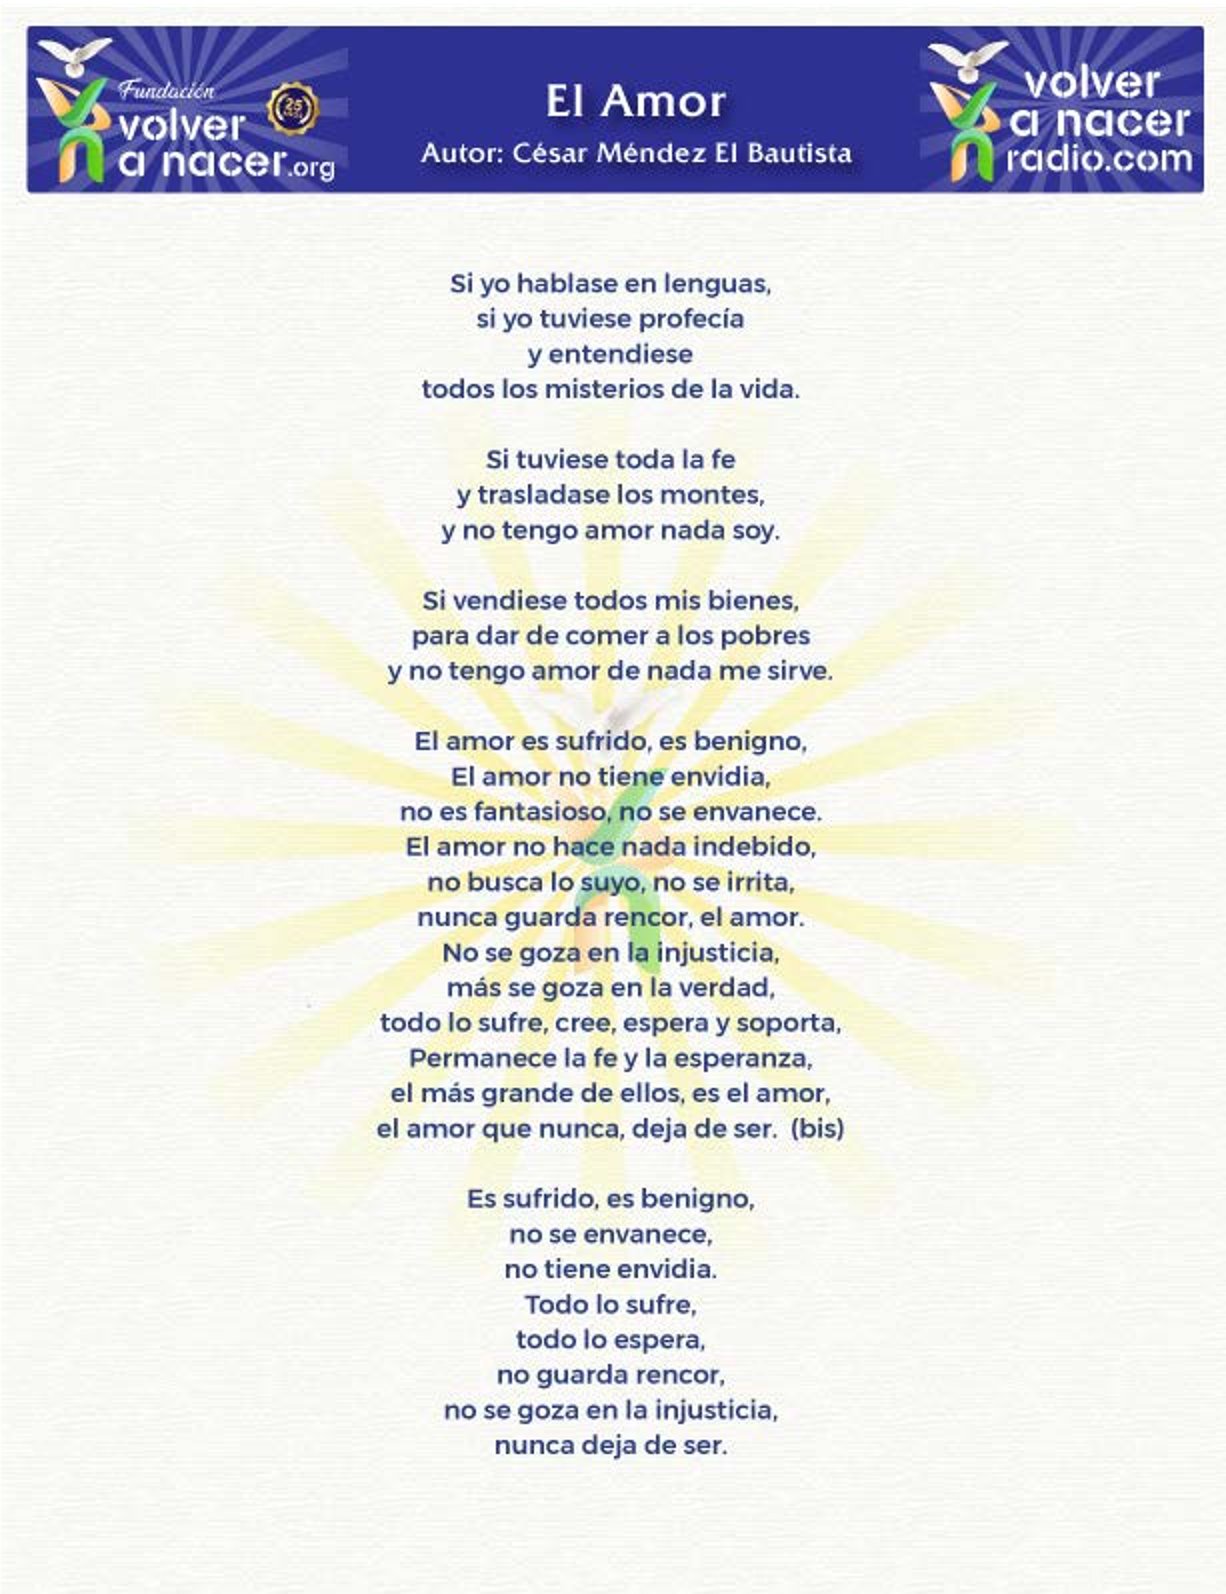 Fundación
volver
a nacer.org
25
El Amor
Autor: César Méndez El Bautista
volver
a nacer
radio.com
Si yo hablase en lenguas,
si yo tuviese profecía
y entendiese
todos los misterios de la vida.
Si tuviese toda la fe
y trasladase los montes,
y no tengo amor nada soy.
Si vendiese todos mis bienes,
para dar de comer a los pobres
y no tengo amor de nada me sirve.
El amor es sufrido, es benigno,
El amor no tiene envidia,
no es fantasioso, no se envanece.
El amor no hace nada indebido,
no busca lo suyo, no se irrita,
nunca guarda rencor, el amor.
No se goza en la injusticia,
más se goza en la verdad,
todo lo sufre, cree, espera y soporta,
Permanece la fe y la esperanza,
el más grande de ellos, es el amor,
el amor que nunca, deja de ser. (bis)
Es sufrido, es benigno,
no se envanece,
no tiene envidia.
Todo lo sufre,
todo lo espera,
no guarda rencor,
no se goza en la injusticia,
nunca deja de ser.